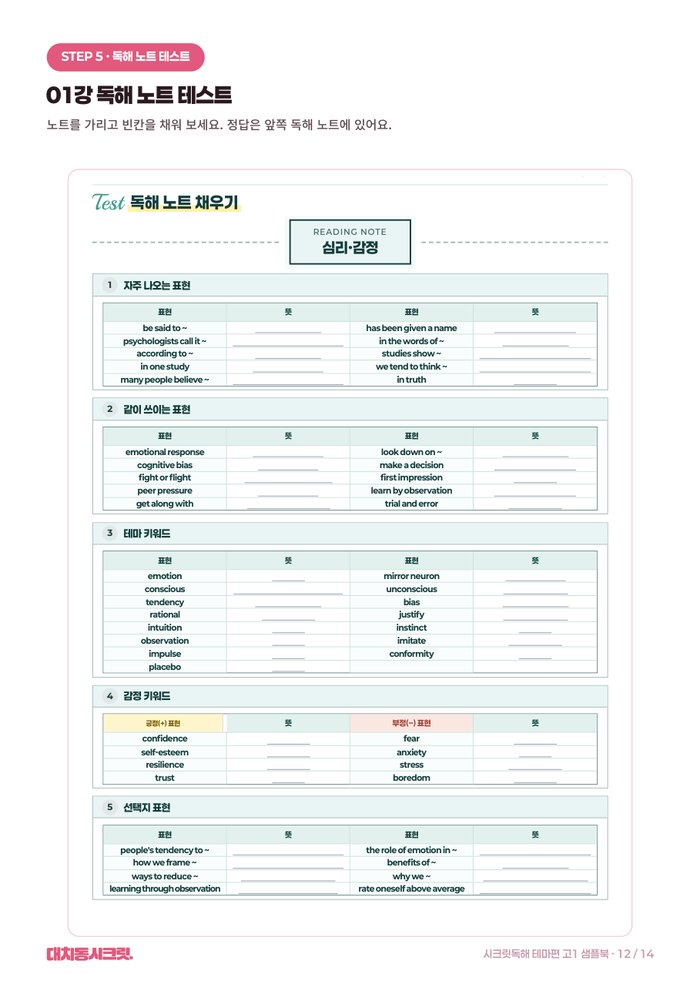 STEP 5 · 독해 노트 테스트
01강 독해 노트 테스트
노트를 가리고 빈칸을 채워 보세요. 정답은 앞쪽 독해 노트에 있어요.
Test 독해 노트 채우기
READING NOTE
심리·감정
1 자주 나오는 표현
표현 뜻 표현 뜻
be said to ~ has been given a name
psychologists call it ~ in the words of ~
according to ~ studies show ~
in one study we tend to think ~
many people believe ~ in truth
2 같이 쓰이는 표현
표현 뜻 표현 뜻
emotional response look down on ~
cognitive bias make a decision
fight or flight first impression
peer pressure learn by observation
get along with trial and error
3 테마 키워드
표현 뜻 표현 뜻
emotion mirror neuron
conscious unconscious
tendency bias
rational justify
intuition instinct
observation imitate
impulse conformity
placebo
4 감정 키워드
긍정(+) 표현 뜻 부정(−) 표현 뜻
confidence fear
self-esteem anxiety
resilience stress
trust boredom
5 선택지 표현
표현 뜻 표현 뜻
people's tendency to ~ the role of emotion in ~
how we frame ~ benefits of ~
ways to reduce ~ why we ~
learning through observation rate oneself above average
대치동시크릿.
시크릿독해 테마편 고1 샘플북 · 12 / 14